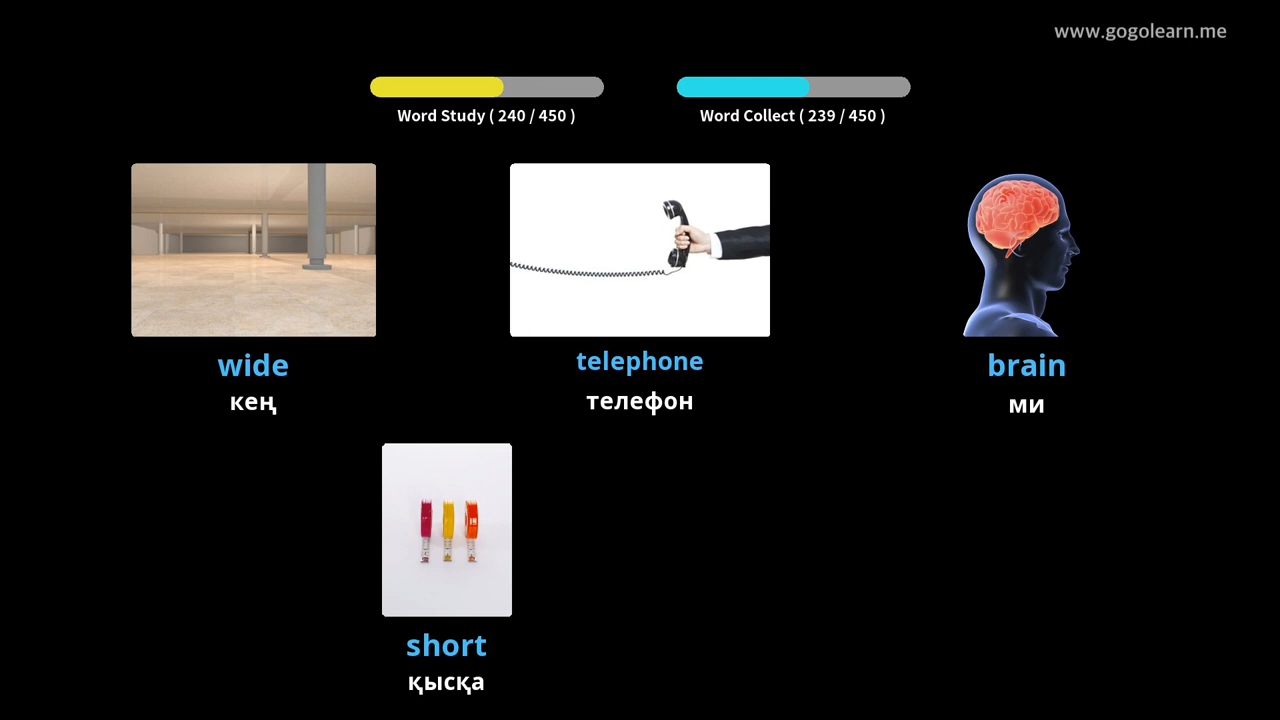 www.gogolearn.me
Word Study ( 240 / 450 )
Word Collect ( 239 / 450 )
wide
кең
telephone
телефон
brain
ми
short
қысқа